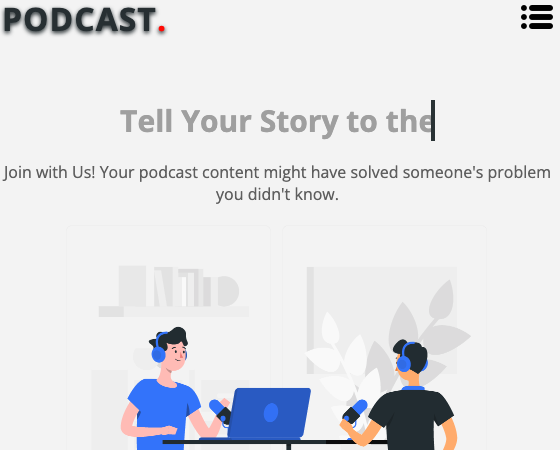 PODCAST.
Tell Your Story to the
Join with Us! Your podcast content might have solved someone's problem
you didn't know.